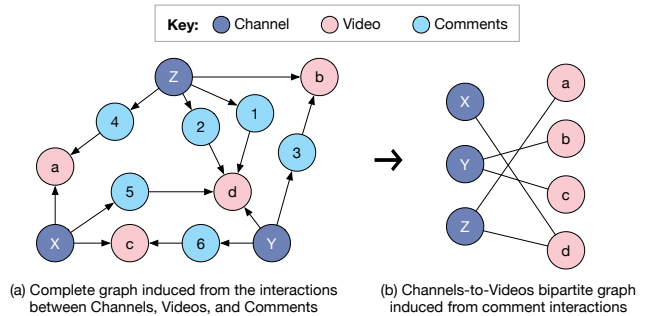 Key: Channel Video Comments
Z
b
4
2
1
3
a
5
d
X
c
6
Y
X
Y
Z
a
b
c
d
(a) Complete graph induced from the interactions
between Channels, Videos, and Comments
(b) Channels-to-Videos bipartite graph
induced from comment interactions